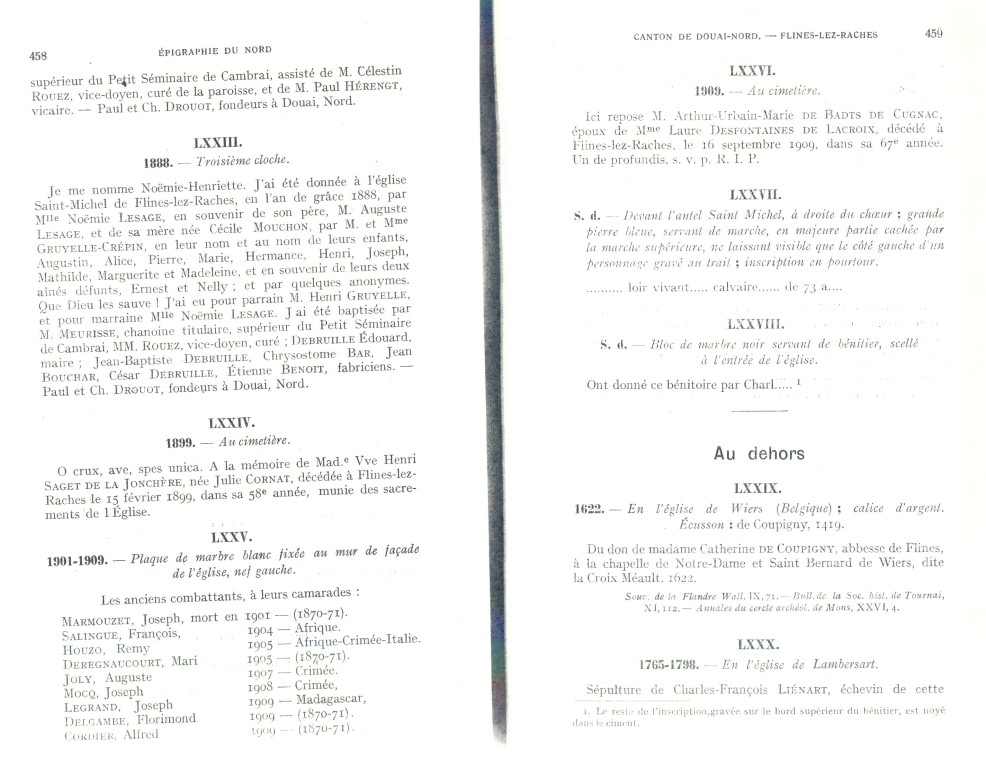 458
ÉPIGRAPHIE DU NORD
supérieur du Petit Séminaire de Cambrai, assisté de M. Célestin
ROUEZ, vice-doyen, curé de la paroisse, et de M. Paul HÉRENGT,
vicaire. — Paul et Ch. DROUOT, fondeurs à Douai, Nord.
LXXIII.
1888. — Troisième cloche.
Je me nomme Noëmie-Henriette. J'ai été donnée à l'église
Saint-Michel de Flines-lez-Raches, en l'an de grâce 1888, par
Mlle Noëmie LESAGE, en souvenir de son père, M. Auguste
LESAGE, et de sa mère née Cécile MOUCHON, par M. et Mme
GRUYELLE-CRÉPIN, en leur nom et au nom de leurs enfants,
Augustin, Alice, Pierre, Marie, Hermance, Henri, Joseph,
Mathilde, Marguerite et Madeleine, et en souvenir de leurs deux
aînés défunts, Ernest et Nelly ; et par quelques anonymes.
Que Dieu les sauve ! J'ai eu pour parrain M. Henri GRUYELLE,
et pour marraine Mlle Noëmie LESAGE. J ai été baptisée par
M. MEURISSE, chanoine titulaire, supérieur du Petit Séminaire
de Cambrai, MM. ROUEZ, vice-doyen, curé ; DEBRUILLE Édouard,
maire ; Jean-Baptiste DEBRUILLE, Chrysostome BAR, Jean
BOUCHAR, César DEBRUILLE, Étienne BENOIT, fabriciens. —
Paul et Ch. DROUOT, fondeurs à Douai, Nord.
LXXIV.
1899. — Au cimetière.
O crux, ave, spes unica. A la mémoire de Mad.e Vve Henri
SAGET DE LA JONCHÈRE, née Julie CORNAT, décédée à Flines-lez-
Raches le 15 février 1899, dans sa 58e année, munie des sacre-
ments de l Église.
LXXV.
1901-1909. — Plaque de marbre blanc fixée au mur de façade
de l'église, nef gauche.
Les anciens combattants, à leurs camarades :
MARMOUZET, Joseph, mort en 1901 — (1870-71).
SALINGUE, François, 1904 — Afrique.
HOUZO, Remy 1905 — Afrique-Crimée-Italie.
DEREGNAUCOURT, Mari 1905 — (1870-71).
JOLY, Auguste 1907 — Crimée.
MOCQ, Joseph 1908 — Crimée,
LEGRAND, Joseph 1909 — Madagascar,
DELCAMBE, Florimond 1909 — (1870-71).
CORDIER, Alfred 1909 — (1870-71).
CANTON DE DOUAI-NORD. — FLINES-LEZ-RACHES
459
LXXVI.
1909. — Au cimetière.
Ici repose M. Arthur-Urbain-Marie DE BADTS DE CUGNAC,
époux de Mme Laure DESFONTAINES DE LACROIX, décédé à
Flines-lez-Raches, le 16 septembre 1909, dans sa 67e année.
Un de profundis, s. v. p. R. I. P.
LXXVII.
S. d. — Devant l'autel Saint Michel, à droite du chœur ; grande
pierre bleue, servant de marche, en majeure partie cachée par
la marche supérieure, ne laissant visible que le côté gauche d'un
personnage gravé au trait ; inscription en pourtour.
.......... loir vivant..... calvaire...... de 73 a....
LXXVIII.
S. d. — Bloc de marbre noir servant de bénitier, scellé
à l'entrée de l'église.
Ont donné ce bénitoire par Charl..... 1
Au dehors
LXXIX.
1622. — En l'église de Wiers (Belgique) ; calice d'argent.
Écusson : de Coupigny, 1419.
Du don de madame Catherine DE COUPIGNY, abbesse de Flines,
à la chapelle de Notre-Dame et Saint Bernard de Wiers, dite
la Croix Méault. 1622.
Souv. de la Flandre Wall. IX, 71. — Bull. de la Soc. hist. de Tournai,
XI, 112. — Annales du cercle archéol. de Mons, XXVI, 4.
LXXX.
1765-1798. — En l'église de Lambersart.
Sépulture de Charles-François LIÉNART, échevin de cette
1. Le reste de l'inscription,gravée sur le bord supérieur du bénitier, est noyé
dans le ciment.